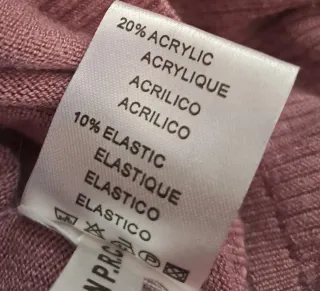 20% ACRYLIC
ACRYLIQUE
ACRILICO
ACRILICO
10% ELASTIC
ELASTIQUE
ELASTICO
ELASTICO